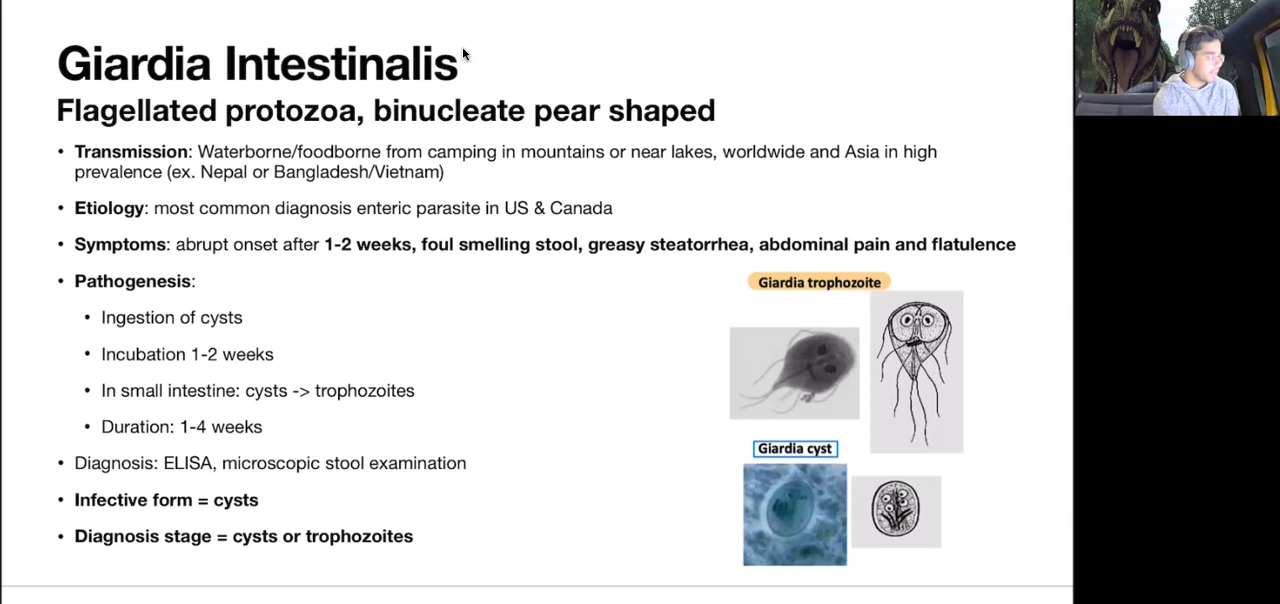 Giardia Intestinalis
Flagellated protozoa, binucleate pear shaped
• Transmission: Waterborne/foodborne from camping in mountains or near lakes, worldwide and Asia in high
prevalence (ex. Nepal or Bangladesh/Vietnam)
• Etiology: most common diagnosis enteric parasite in US & Canada
• Symptoms: abrupt onset after 1-2 weeks, foul smelling stool, greasy steatorrhea, abdominal pain and flatulence
• Pathogenesis:
• Ingestion of cysts
• Incubation 1-2 weeks
• In small intestine: cysts -> trophozoites
• Duration: 1-4 weeks
• Diagnosis: ELISA, microscopic stool examination
• Infective form = cysts
• Diagnosis stage = cysts or trophozoites
Giardia trophozoite
Giardia cyst